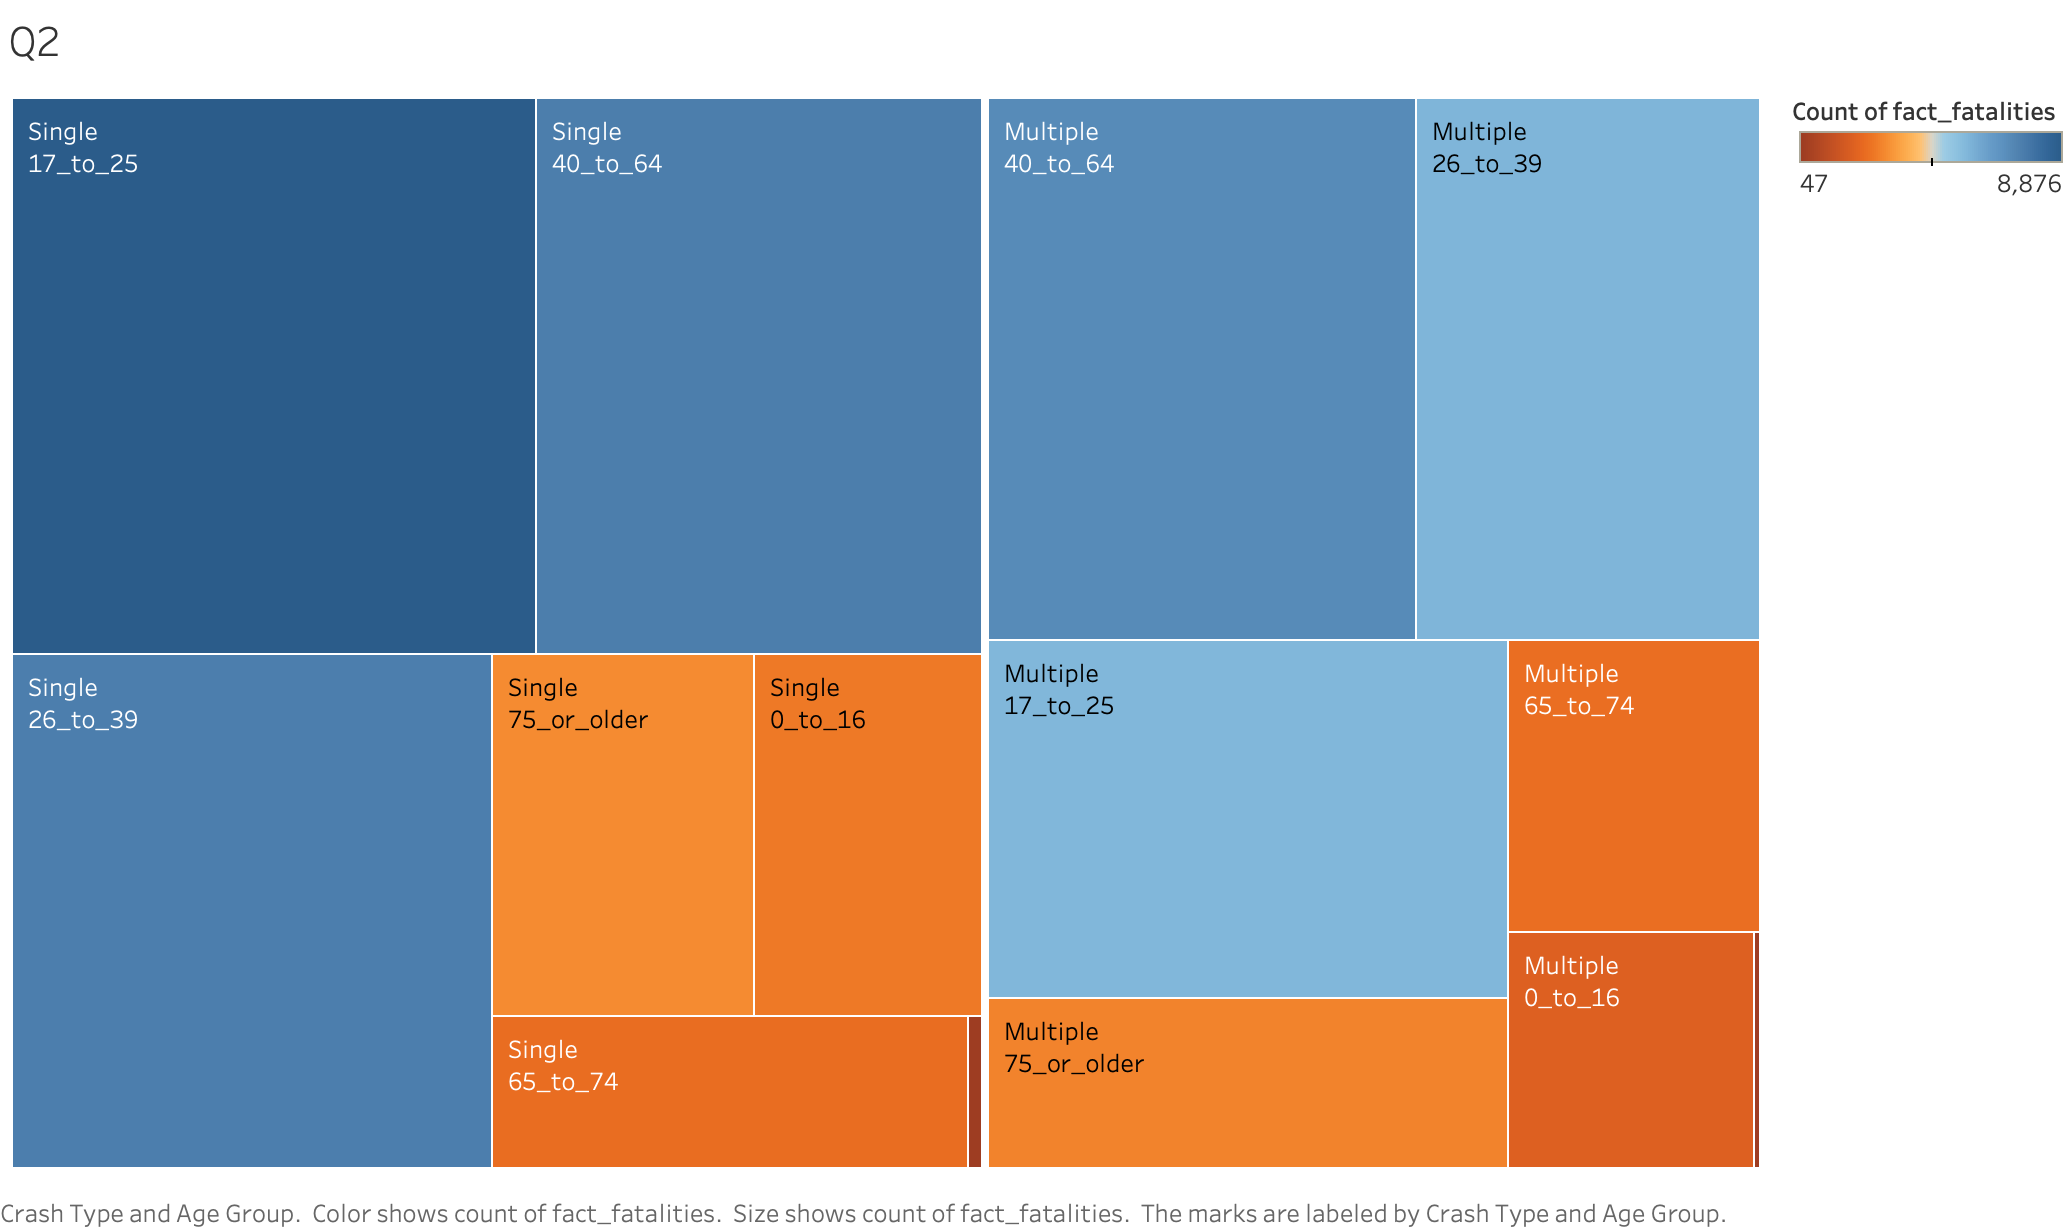 Q2
Single
17_to_25
Single
40_to_64
Multiple
40_to_64
Multiple
26_to_39
Count of fact_fatalities
47
8,876
Single
26_to_39
Single
75_or_older
Single
0_to_16
Single
65_to_74
Multiple
17_to_25
Multiple
65_to_74
Multiple
75_or_older
Multiple
0_to_16
Crash Type and Age Group.  Color shows count of fact_fatalities.  Size shows count of fact_fatalities.  The marks are labeled by Crash Type and Age Group.